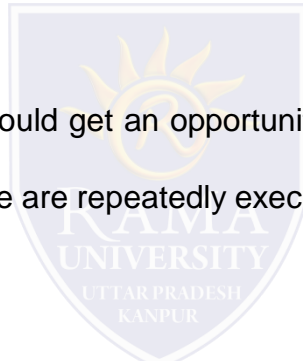 ould get an opportuni
e are repeatedly exec
RAMA
UNIVERSITY
UTTAR PRADESH
KANPUR